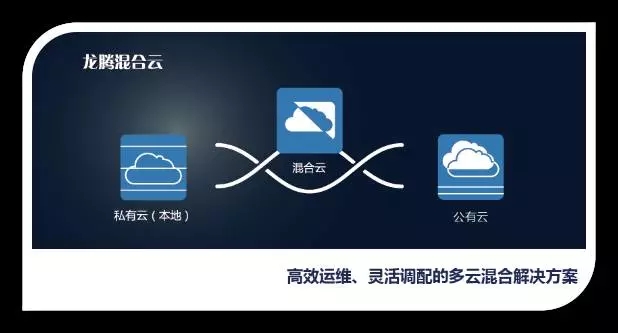 龙腾混合云
混合云
私有云（本地）
公有云
高效运维、灵活调配的多云混合解决方案